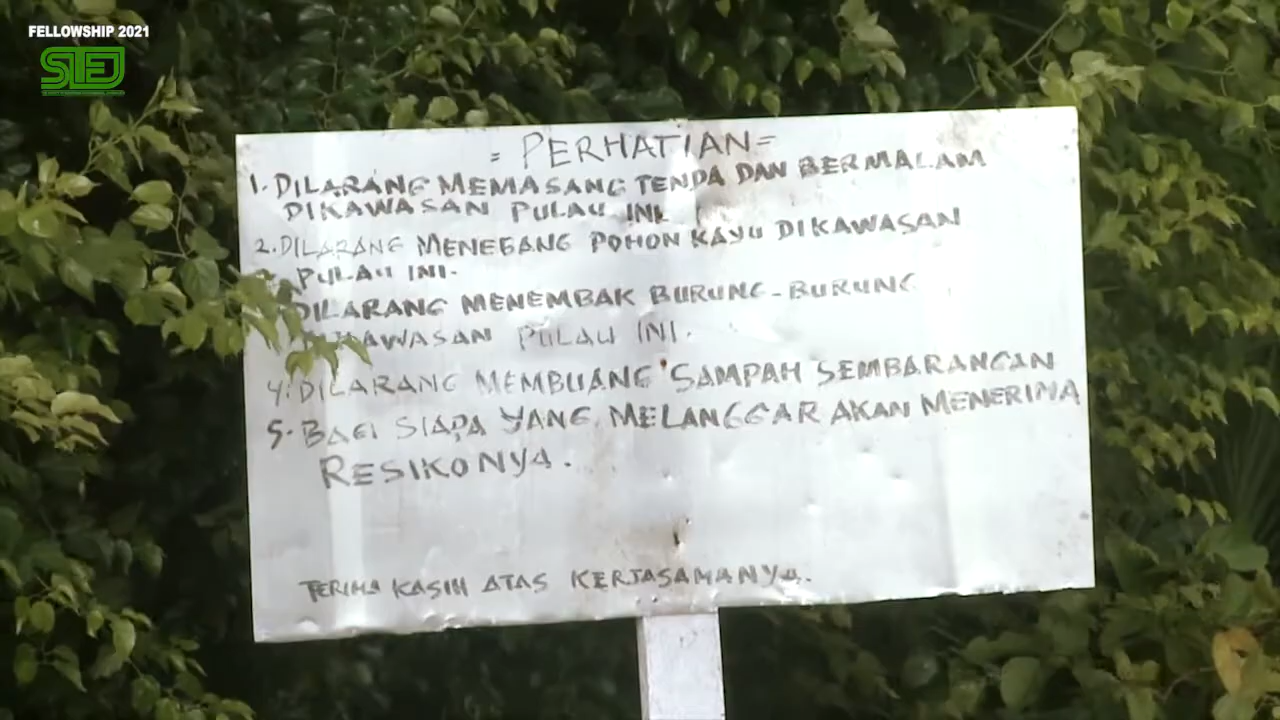 FELLOWSHIP 2021
SIEJ
= PERHATIAN =
1. DILARANG MEMASANG TENDA DAN BERMALAM
DIKAWASAN PULAU INI.
2. DILARANG MENEBANG POHON KAYU DIKAWASAN
PULAU INI.
DILARANG MENEMBAK BURUNG-BURUNG
DIKAWASAN PULAU INI.
4. DILARANG MEMBUANG SAMPAH SEMBARANGAN
5. BAGI SIAPA YANG MELANGGAR AKAN MENERIMA
RESIKONYA.
TERIMA KASIH ATAS KERJASAMANYA.